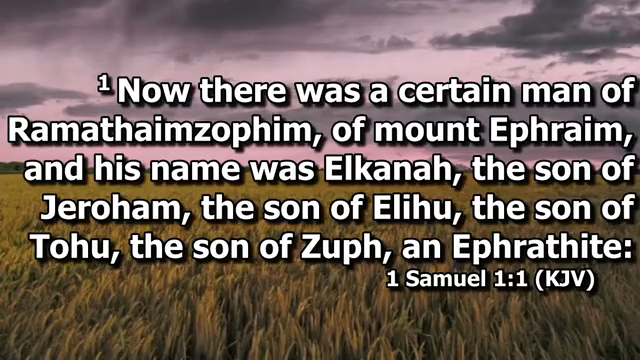 1 Now there was a certain man of
Ramathaimzophim, of mount Ephraim,
and his name was Elkanah, the son of
Jeroham, the son of Elihu, the son of
Tohu, the son of Zuph, an Ephrathite:
1 Samuel 1:1 (KJV)